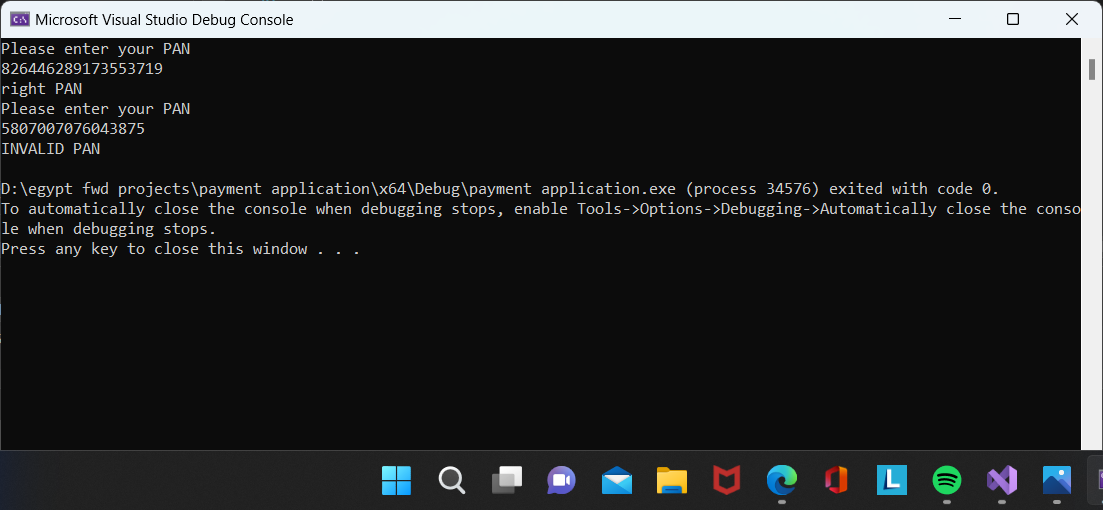 Microsoft Visual Studio Debug Console
Please enter your PAN
826446289173553719
right PAN
Please enter your PAN
5807007076043875
INVALID PAN
D:\egypt fwd projects\payment application\x64\Debug\payment application.exe (process 34576) exited with code 0.
To automatically close the console when debugging stops, enable Tools->Options->Debugging->Automatically close the conso
le when debugging stops.
Press any key to close this window . . .